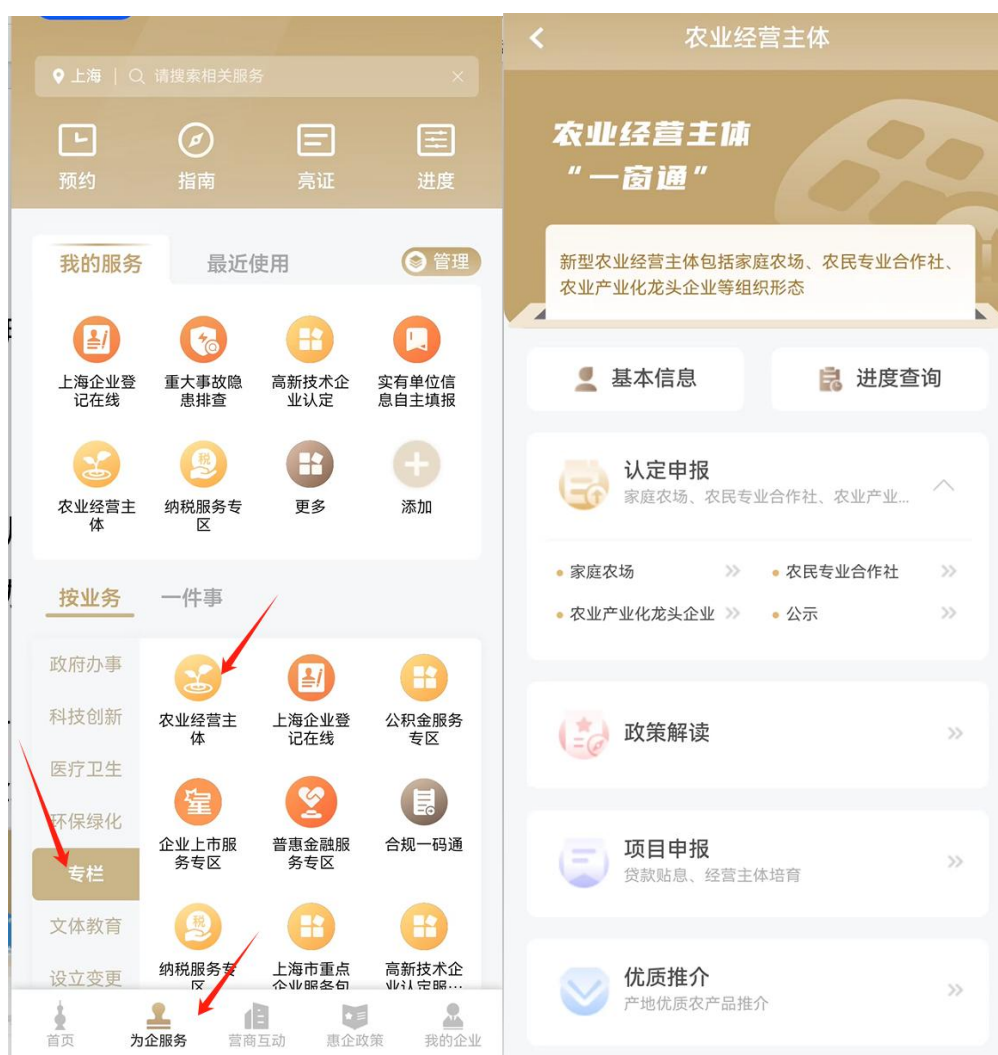 上海
请搜索相关服务
预约
指南
亮证
进度
我的服务
最近使用
管理
上海企业登
记在线
重大事故隐
患排查
高新技术企
业认定
实有单位信
息自主填报
农业经营主
体
纳税服务专
区
更多
添加
按业务
一件事
政府办事
科技创新
医疗卫生
环保绿化
专栏
文体教育
设立变更
农业经营主
体
上海企业登
记在线
公积金服务
专区
企业上市服
务专区
普惠金融服
务专区
合规一码通
税
纳税服务专
区
上海市重点
企业服务包
高新技术企
业认定服…
首页
为企服务
营商互动
惠企政策
我的企业
农业经营主体
农业经营主体
“一窗通”
新型农业经营主体包括家庭农场、农民专业合作社、
农业产业化龙头企业等组织形态
基本信息
进度查询
认定申报
家庭农场、农民专业合作社、农业产业...
家庭农场
农民专业合作社
农业产业化龙头企业
公示
政策解读
项目申报
贷款贴息、经营主体培育
优质推介
产地优质农产品推介